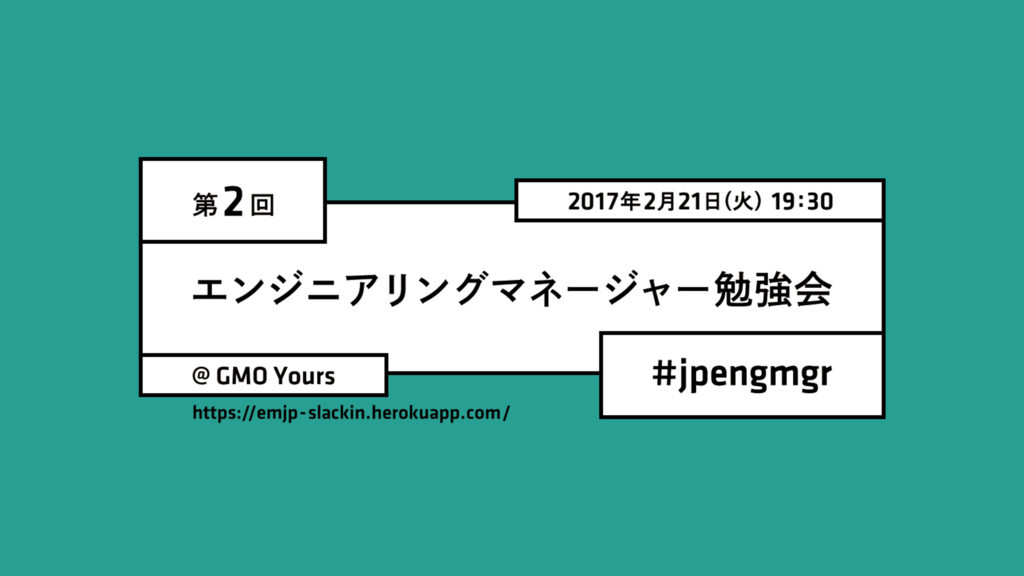 第2回
2017年2月21日(火) 19:30
エンジニアリングマネージャー勉強会
@ GMO Yours
#jpengmgr
https://emjp-slackin.herokuapp.com/